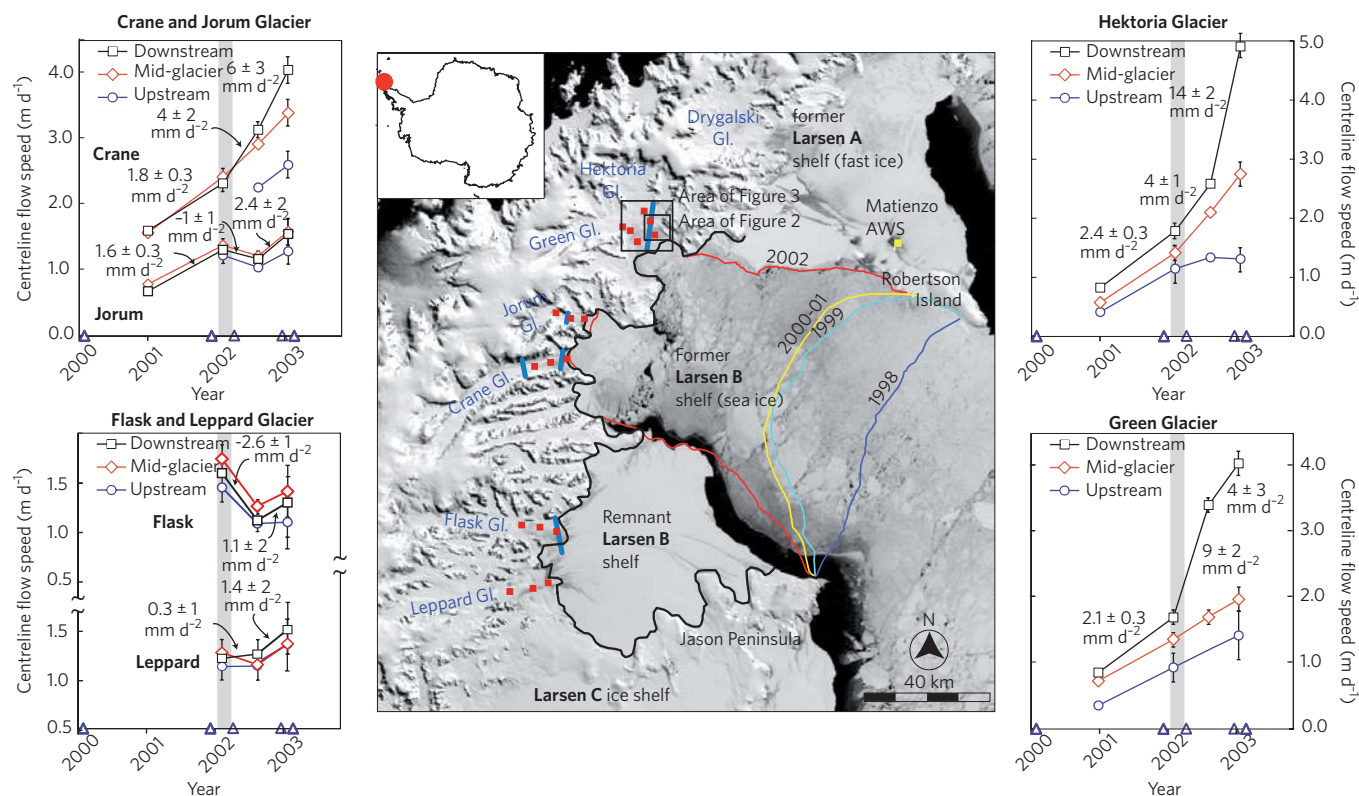 Crane and Jorum Glacier
Centreline flow speed (m d⁻¹)
4.0
3.0
2.0
1.0
0.0
Downstream
Mid-glacier
Upstream
6 ± 3
mm d⁻²
4 ± 2
mm d⁻²
Crane
1.8 ± 0.3
mm d⁻²
−1 ± 1
mm d⁻²
2.4 ± 2
mm d⁻²
1.6 ± 0.3
mm d⁻²
Jorum
2000
2001
2002
2003
Year
Flask and Leppard Glacier
Centreline flow speed (m d⁻¹)
1.5
1.0
0.5
1.5
1.0
0.5
Downstream
Mid-glacier
Upstream
−2.6 ± 1
mm d⁻²
Flask
1.1 ± 2
mm d⁻²
1.4 ± 2
mm d⁻²
0.3 ± 1
mm d⁻²
Leppard
2000
2001
2002
2003
Year
Drygalski
Gl.
former
Larsen A
shelf (fast ice)
Hektoria
Gl.
Area of Figure 3
Area of Figure 2
Matienzo
AWS
Green Gl.
2002
Robertson
Island
Jorum
Gl.
2000-01
1999
1998
Former
Larsen B
shelf (sea ice)
Crane Gl.
Flask Gl.
Remnant
Larsen B
shelf
Leppard Gl.
Jason Peninsula
N
40 km
Larsen C ice shelf
Hektoria Glacier
Downstream
Mid-glacier
Upstream
14 ± 2
mm d⁻²
4 ± 1
mm d⁻²
2.4 ± 0.3
mm d⁻²
5.0
4.0
3.0
2.0
1.0
0.0
Centreline flow speed (m d⁻¹)
2000
2001
2002
2003
Year
Green Glacier
Downstream
Mid-glacier
Upstream
4 ± 3
mm d⁻²
9 ± 2
mm d⁻²
2.1 ± 0.3
mm d⁻²
4.0
3.0
2.0
1.0
0.0
Centreline flow speed (m d⁻¹)
2000
2001
2002
2003
Year